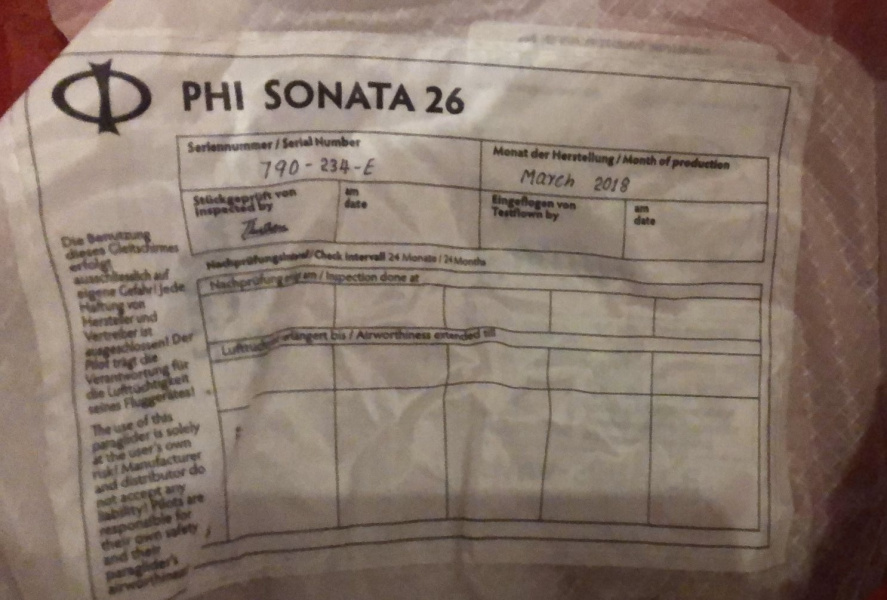 PHI SONATA 26
Seriennummer / Serial Number
790-234-E
Monat der Herstellung / Month of production
March 2018
Stückgeprüft von
Inspected by
am
date
Eingeflogen von
Testflown by
am
date
Nachprüfungsintervall/Check Intervall 24 Monate / 24 Months
Nachprüfung am / Inspection done at
Lufttüchtig verlängert bis / Airworthiness extended till
Die Benutzung
dieses Gleitschirmes
erfolgt
ausschliesslich auf
eigene Gefahr! Jede
Haftung von
Hersteller und
Vertreiber ist
ausgeschlossen! Der
Pilot trägt die
Verantwortung für
die Lufttüchtigkeit
seines Fluggerätes!
The use of this
paraglider is solely
at the user's own
risk! Manufacturer
and distributor do
not accept any
liability! Pilots are
responsible for
their own safety
and their
paraglider's
airworthiness!